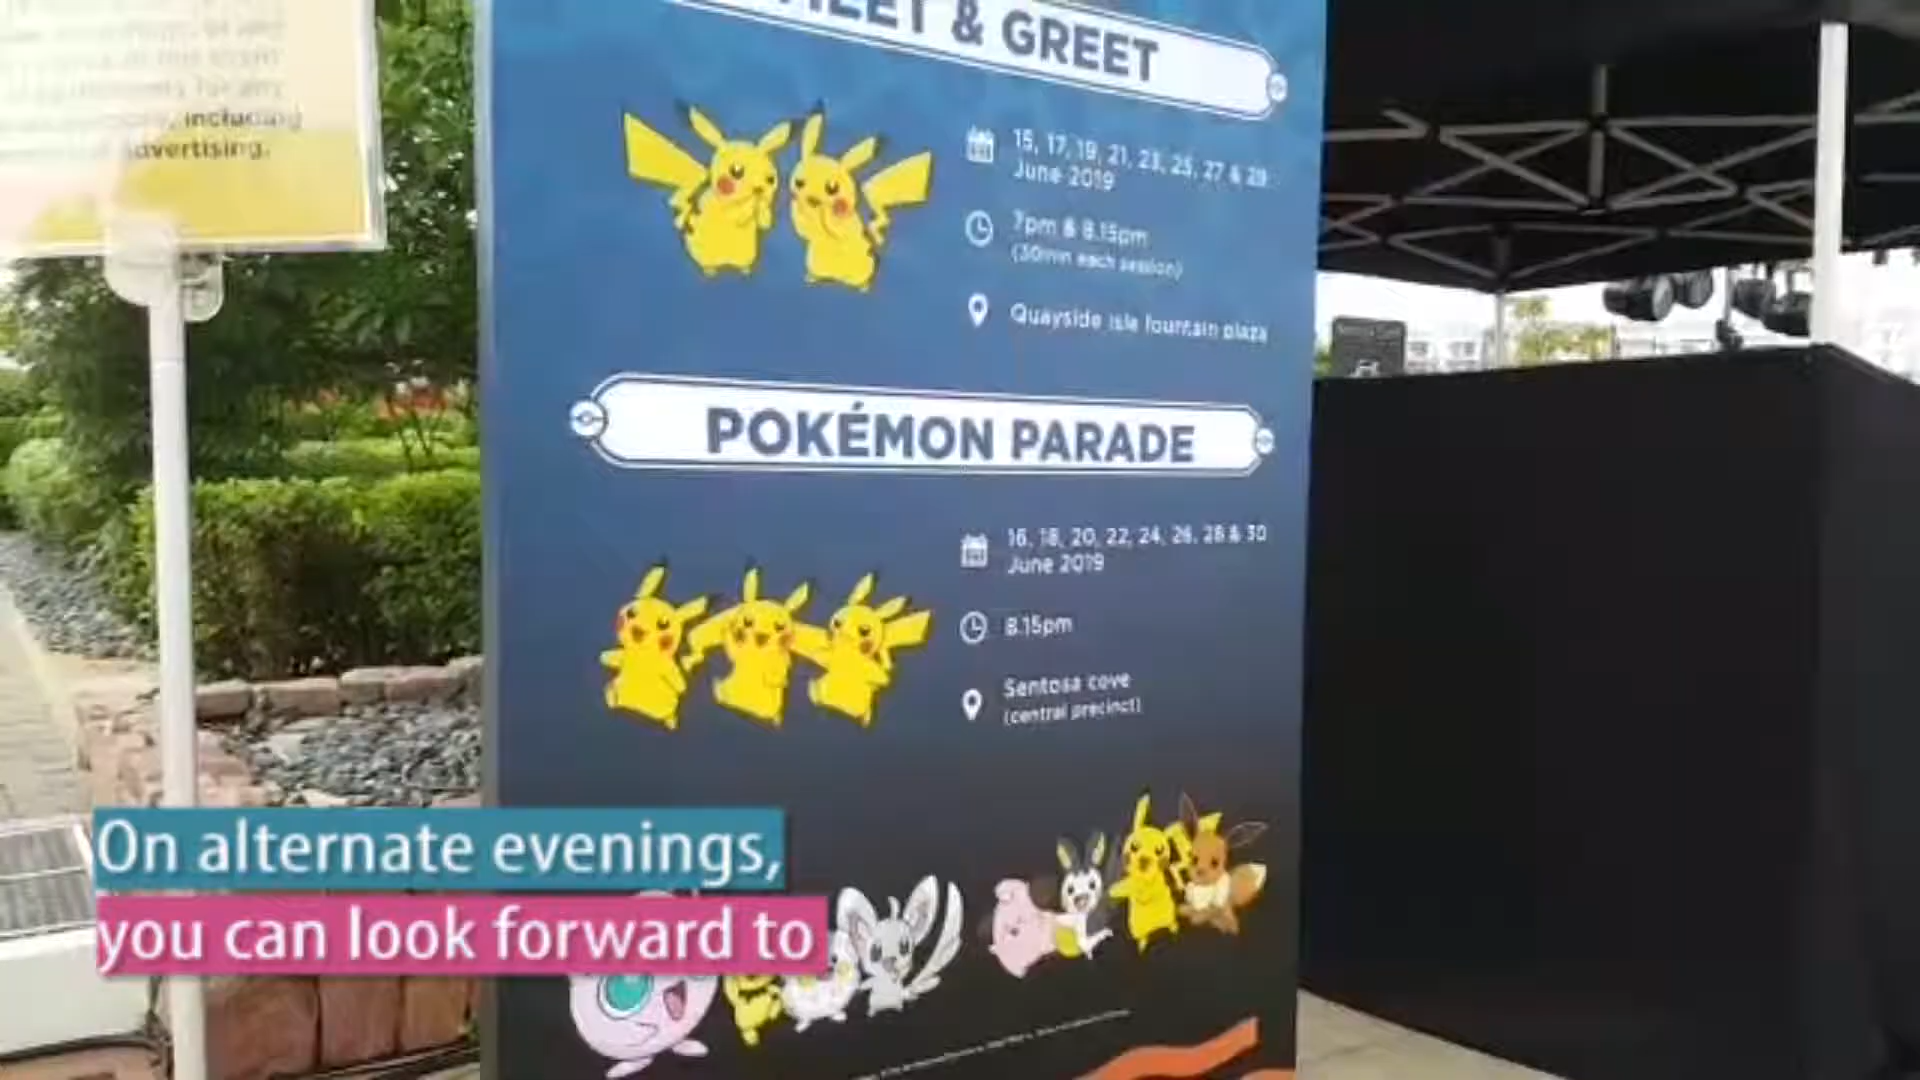 including
advertising.
& GREET
15, 17, 19, 21, 23, 25, 27 & 29
June 2019
7pm & 8.15pm
(30min each session)
Quayside isle fountain plaza
POKÉMON PARADE
16, 18, 20, 22, 24, 26, 28 & 30
June 2019
8.15pm
Sentosa cove
(central precinct)
On alternate evenings,
you can look forward to